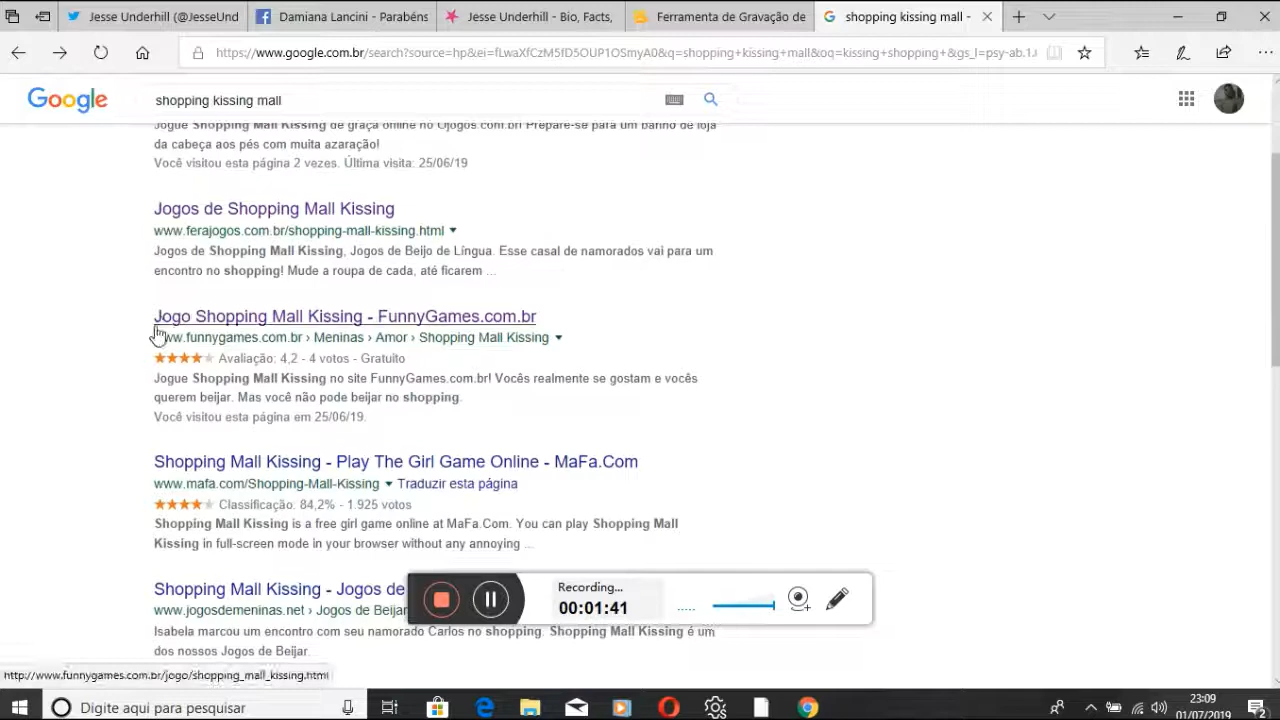 Jesse Underhill (@JesseUnd
Damiana Lancini - Parabéns
Jesse Underhill - Bio, Facts,
Ferramenta de Gravação de
shopping kissing mall -
https://www.google.com.br/search?source=hp&ei=fLwaXfCzM5fD5OUP1OSmyA0&q=shopping+kissing+mall&oq=kissing+shopping+&gs_l=psy-ab.1.
Google
shopping kissing mall
Jogue Shopping Mall Kissing de graça online no Ojogos.com.br! Prepare-se para um banho de loja
da cabeça aos pés com muita azaração!
Você visitou esta página 2 vezes. Última visita: 25/06/19
Jogos de Shopping Mall Kissing
www.ferajogos.com.br/shopping-mall-kissing.html
Jogos de Shopping Mall Kissing, Jogos de Beijo de Língua. Esse casal de namorados vai para um
encontro no shopping! Mude a roupa de cada, até ficarem ...
Jogo Shopping Mall Kissing - FunnyGames.com.br
www.funnygames.com.br › Meninas › Amor › Shopping Mall Kissing
Avaliação: 4,2 - 4 votos - Gratuito
Jogue Shopping Mall Kissing no site FunnyGames.com.br! Vocês realmente se gostam e vocês
querem beijar. Mas você não pode beijar no shopping.
Você visitou esta página em 25/06/19.
Shopping Mall Kissing - Play The Girl Game Online - MaFa.Com
www.mafa.com/Shopping-Mall-Kissing Traduzir esta página
Classificação: 84,2% - 1.925 votos
Shopping Mall Kissing is a free girl game online at MaFa.Com. You can play Shopping Mall
Kissing in full-screen mode in your browser without any annoying ...
Shopping Mall Kissing - Jogos de
www.jogosdemeninas.net › Jogos de Beijar
Isabela marcou um encontro com seu namorado Carlos no shopping. Shopping Mall Kissing é um
dos nossos Jogos de Beijar.
Recording...
00:01:41
http://www.funnygames.com.br/jogo/shopping_mall_kissing.html
Digite aqui para pesquisar
23:09
01/07/2019
2